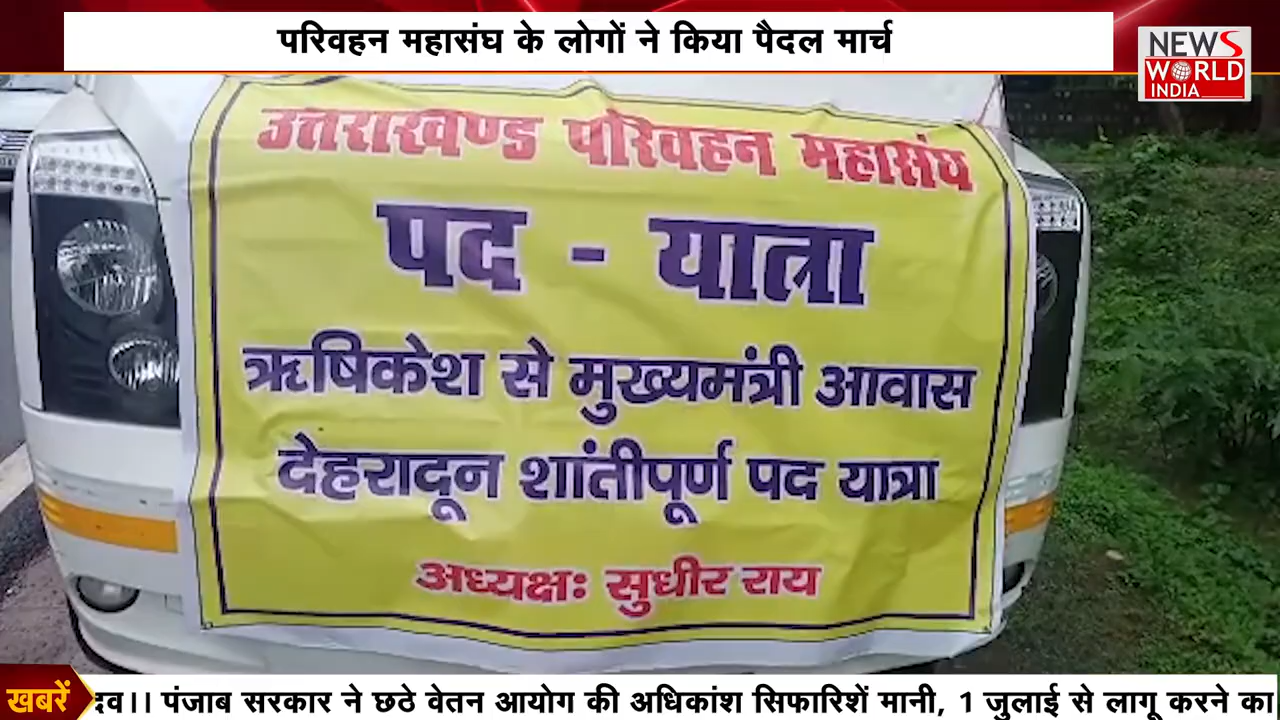 परिवहन महासंघ के लोगों ने किया पैदल मार्च
NEWS
WORLD
INDIA
उत्तराखण्ड परिवहन महासंघ
पद - यात्रा
ऋषिकेश से मुख्यमंत्री आवास
देहरादून शांतीपूर्ण पद यात्रा
अध्यक्षः सुधीर राय
खबरें
दव।। पंजाब सरकार ने छठे वेतन आयोग की अधिकांश सिफारिशें मानी, 1 जुलाई से लागू करने का